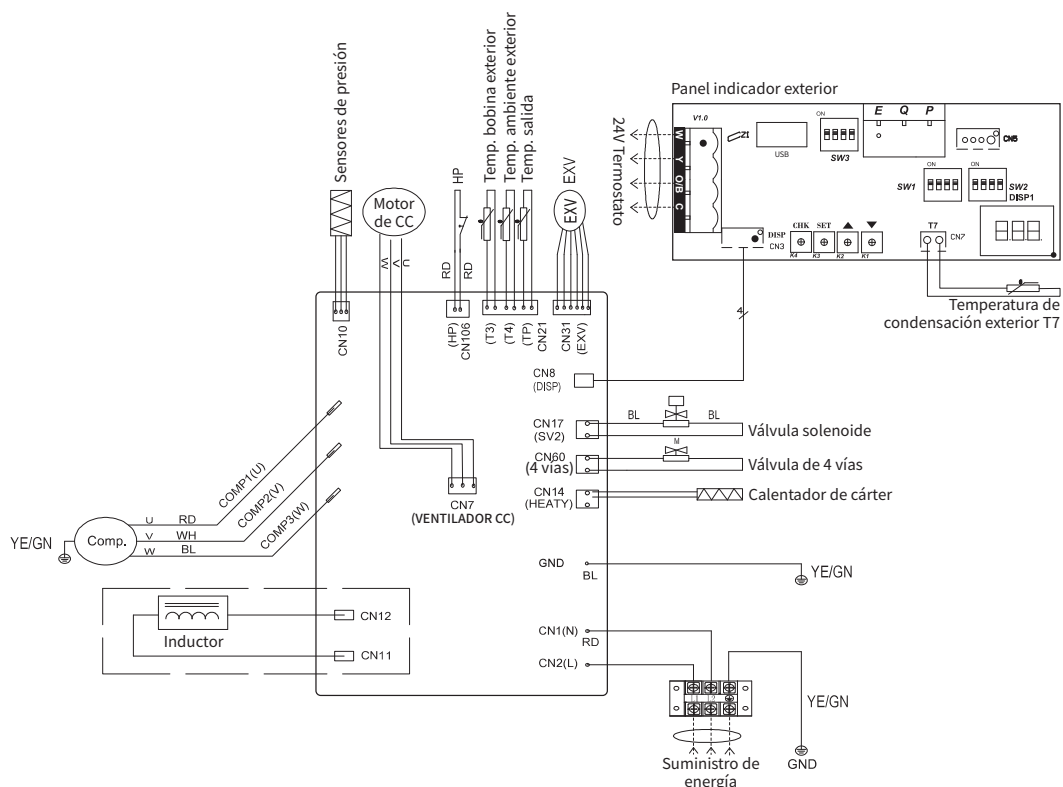 Sensores de presión
Motor
de CC
HP
Temp. bobina exterior
Temp. ambiente exterior
Temp. salida
EXV
EXV
W
V
U
RD
RD
CN10
(HP)
CN106
(T3)
(T4)
(TP)
CN21
CN31
(EXV)
Panel indicador exterior
24V Termostato
W
Y
O/B
C
V1.0
USB
ON
SW3
E Q P
CN5
ON
SW1
ON
SW2
DISP1
DISP
CN3
CHK
SET
K4
K3
K2
K1
T7
CN7
Temperatura de
condensación exterior T7
4
CN8
(DISP)
CN17
(SV2)
BL
BL
Válvula solenoide
CN60
(4 vías)
M
Válvula de 4 vías
CN14
(HEATY)
Calentador de cárter
CN7
(VENTILADOR CC)
COMP1(U)
COMP2(V)
COMP3(W)
YE/GN
Comp.
U RD
V WH
W BL
GND
BL
YE/GN
Inductor
CN12
CN11
CN1(N)
RD
CN2(L)
L1 L2
YE/GN
Suministro de
energía
GND